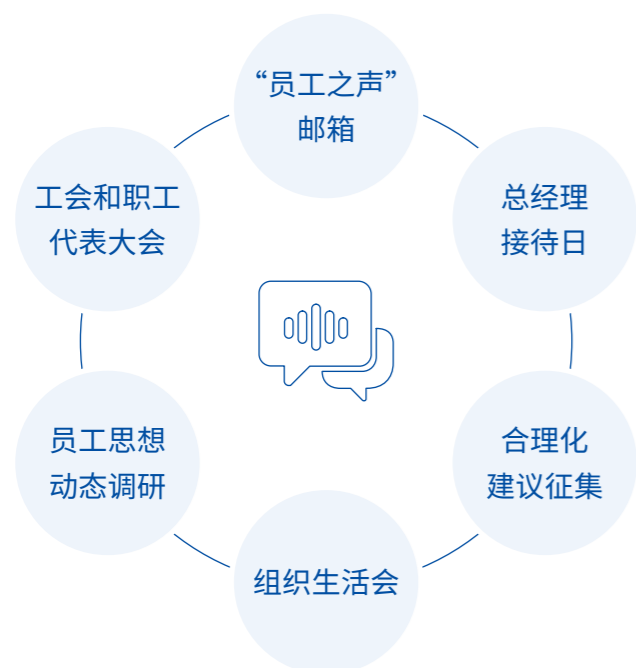 “员工之声”
邮箱
总经理
接待日
合理化
建议征集
组织生活会
员工思想
动态调研
工会和职工
代表大会